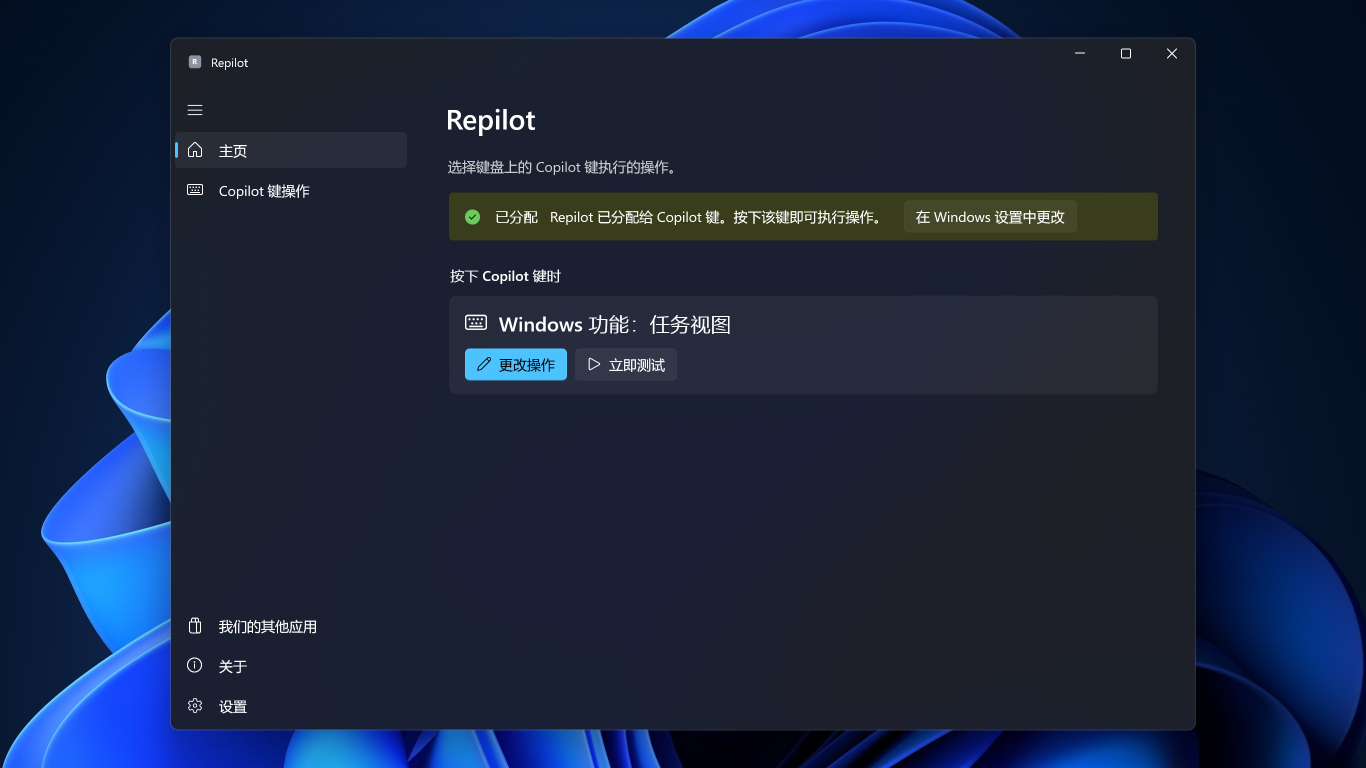 Repilot
主页
Copilot 键操作
Repilot
选择键盘上的 Copilot 键执行的操作。
已分配 Repilot 已分配给 Copilot 键。按下该键即可执行操作。 在 Windows 设置中更改
按下 Copilot 键时
Windows 功能：任务视图
更改操作 立即测试
我们的其他应用
关于
设置